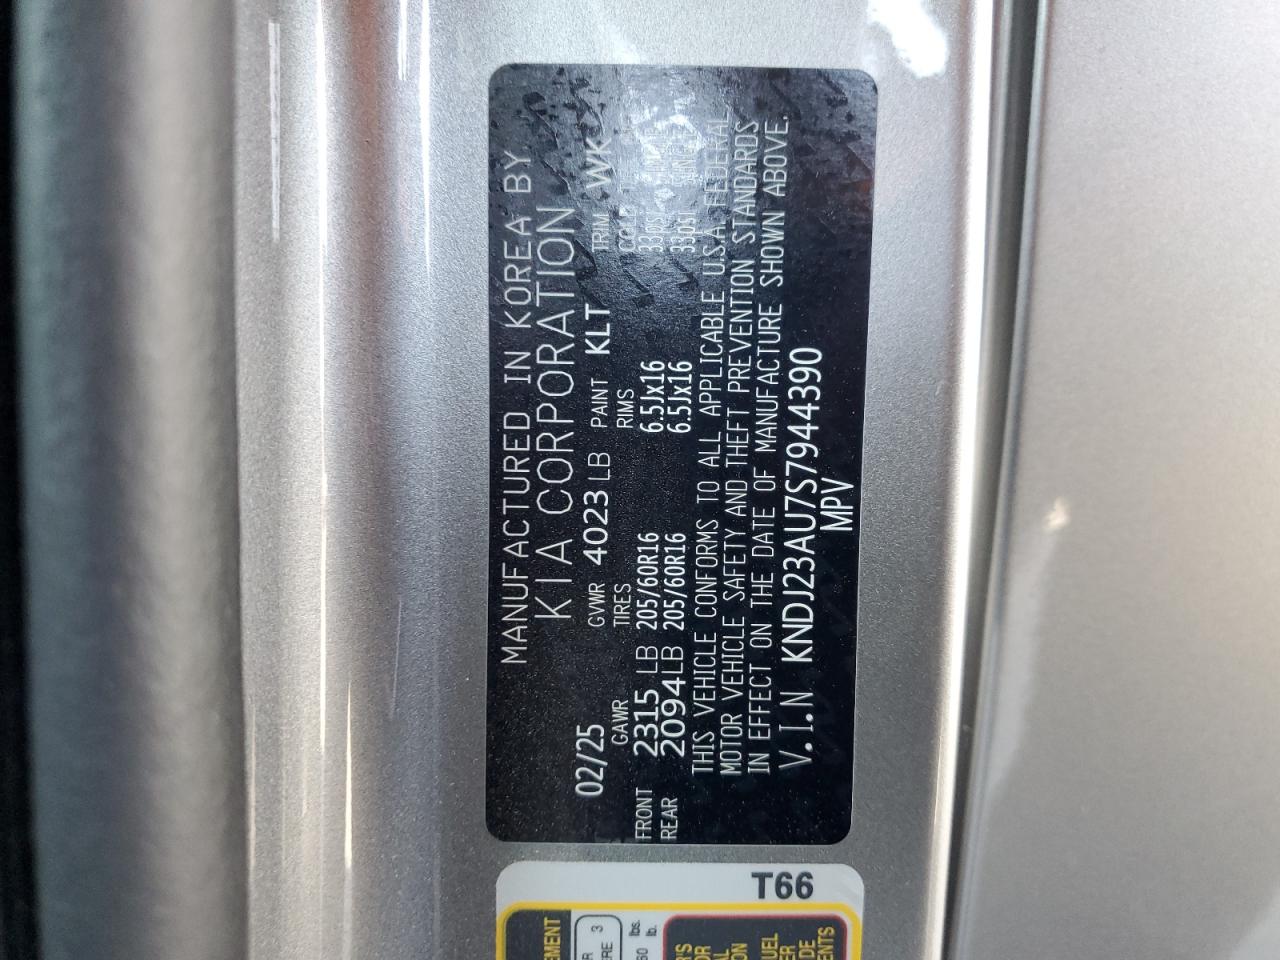 MANUFACTURED IN KOREA BY
KIA CORPORATION
02/25 GVWR 4023 LB PAINT KLT TRIM WK
GAWR TIRES RIMS COLD
FRONT 2315 LB 205/60R16 6.5Jx16 33psi
REAR 2094LB 205/60R16 6.5Jx16 33psi
THIS VEHICLE CONFORMS TO ALL APPLICABLE U.S.A. FEDERAL
MOTOR VEHICLE SAFETY AND THEFT PREVENTION STANDARDS
IN EFFECT ON THE DATE OF MANUFACTURE SHOWN ABOVE.
V.I.N KNDJ23AU7S7944390
MPV
T66